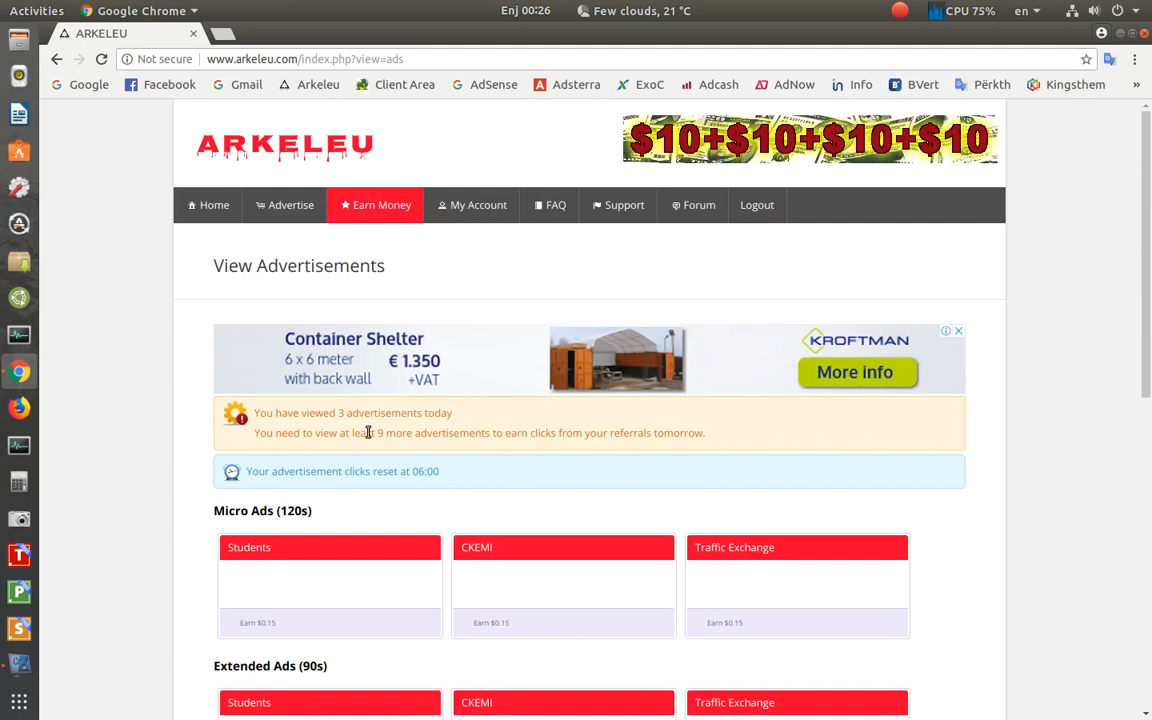 Activities
Google Chrome
Enj 00:26
Few clouds, 21 °C
CPU 75%
en
ARKELEU
Not secure
www.arkeleu.com/index.php?view=ads
Google
Facebook
Gmail
Arkeleu
Client Area
AdSense
Adsterra
ExoC
Adcash
AdNow
Info
BVert
Përkth
Kingsthem
»
ARKELEU
$10+$10+$10+$10
Home
Advertise
Earn Money
My Account
FAQ
Support
Forum
Logout
View Advertisements
Container Shelter
6 x 6 meter € 1.350
with back wall +VAT
KROFTMAN
More info
You have viewed 3 advertisements today
You need to view at least 9 more advertisements to earn clicks from your referrals tomorrow.
Your advertisement clicks reset at 06:00
Micro Ads (120s)
Students
CKEMI
Traffic Exchange
Earn $0.15
Earn $0.15
Earn $0.15
Extended Ads (90s)
Students
CKEMI
Traffic Exchange